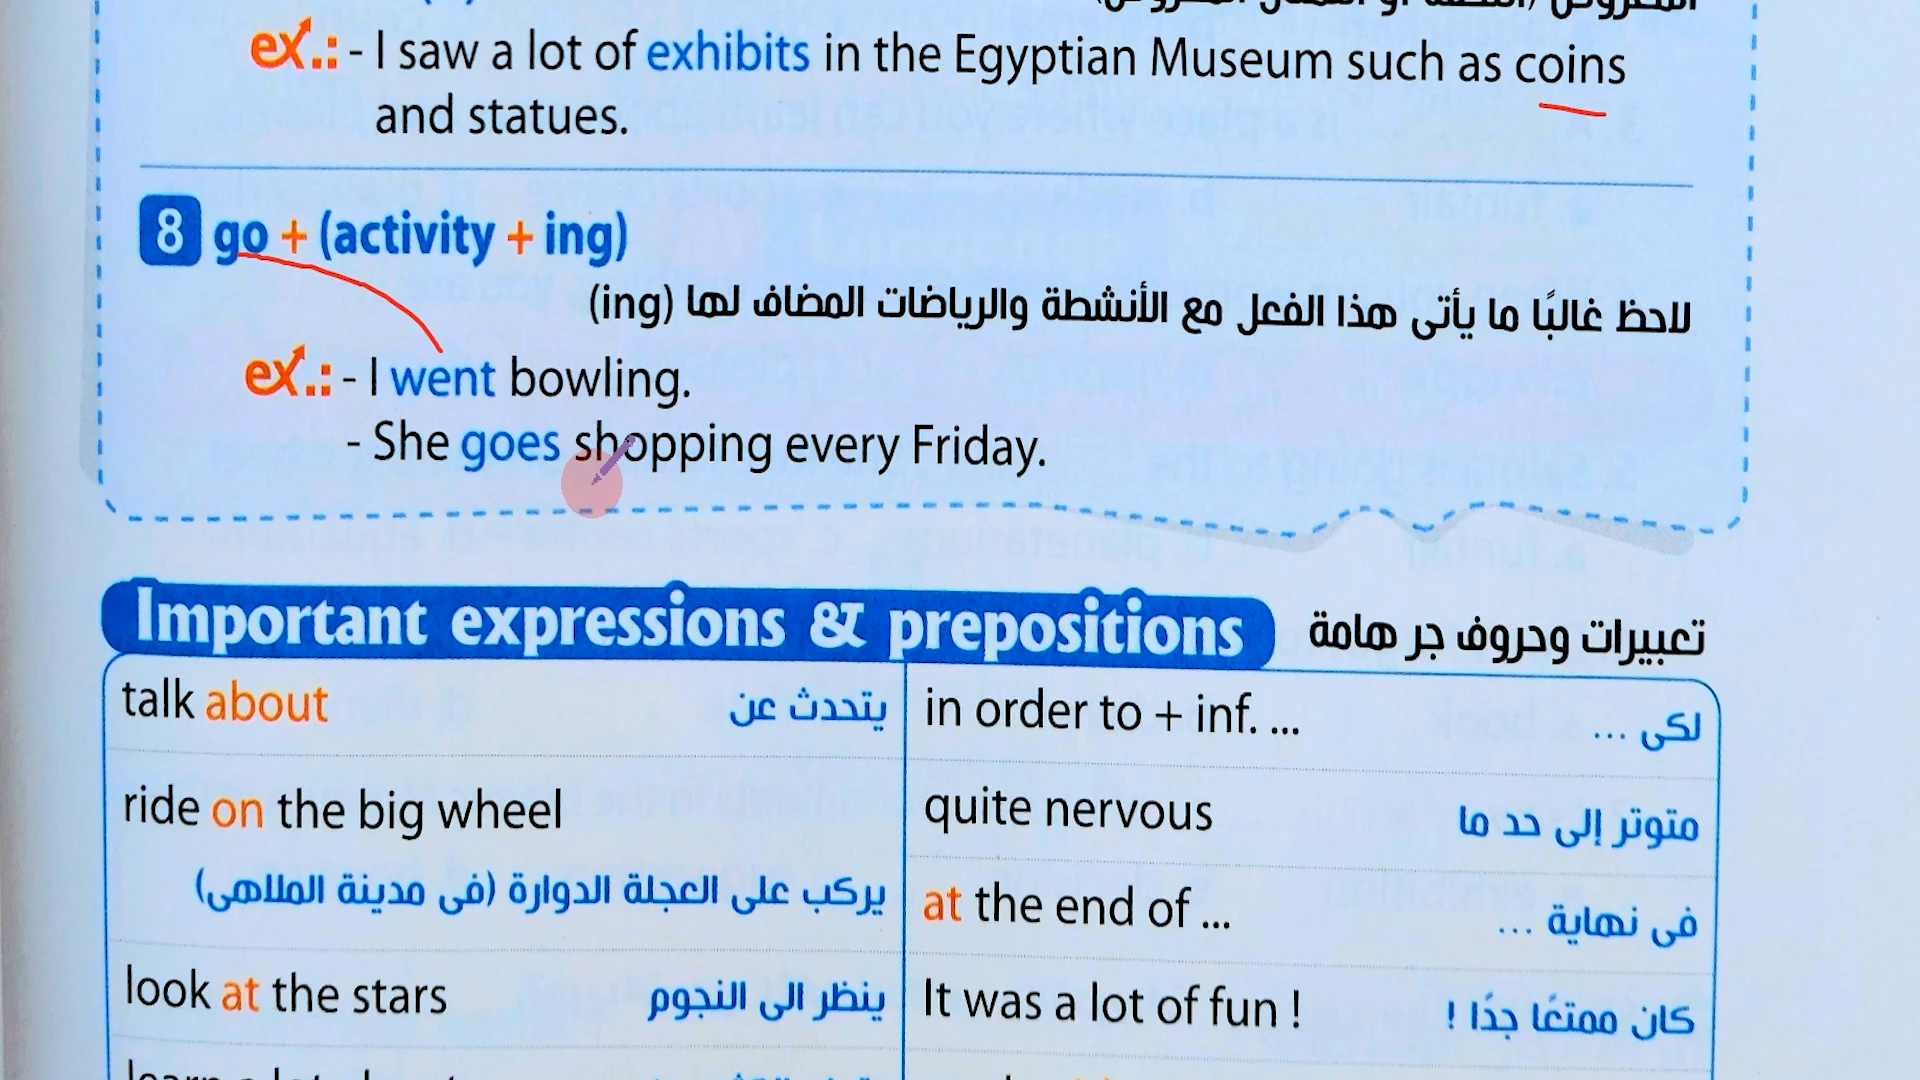 ex.: - I saw a lot of exhibits in the Egyptian Museum such as coins
and statues.
8 go + (activity + ing)
لاحظ غالبًا ما يأتى هذا الفعل مع الأنشطة والرياضات المضاف لها (ing)
ex.: - I went bowling.
- She goes shopping every Friday.
Important expressions & prepositions تعبيرات وحروف جر هامة
talk about يتحدث عن
ride on the big wheel
يركب على العجلة الدوارة (فى مدينة الملاهى)
look at the stars ينظر الى النجوم
in order to + inf. ... لكى ...
quite nervous متوتر إلى حد ما
at the end of ... فى نهاية ...
It was a lot of fun ! كان ممتعًا جدًا !